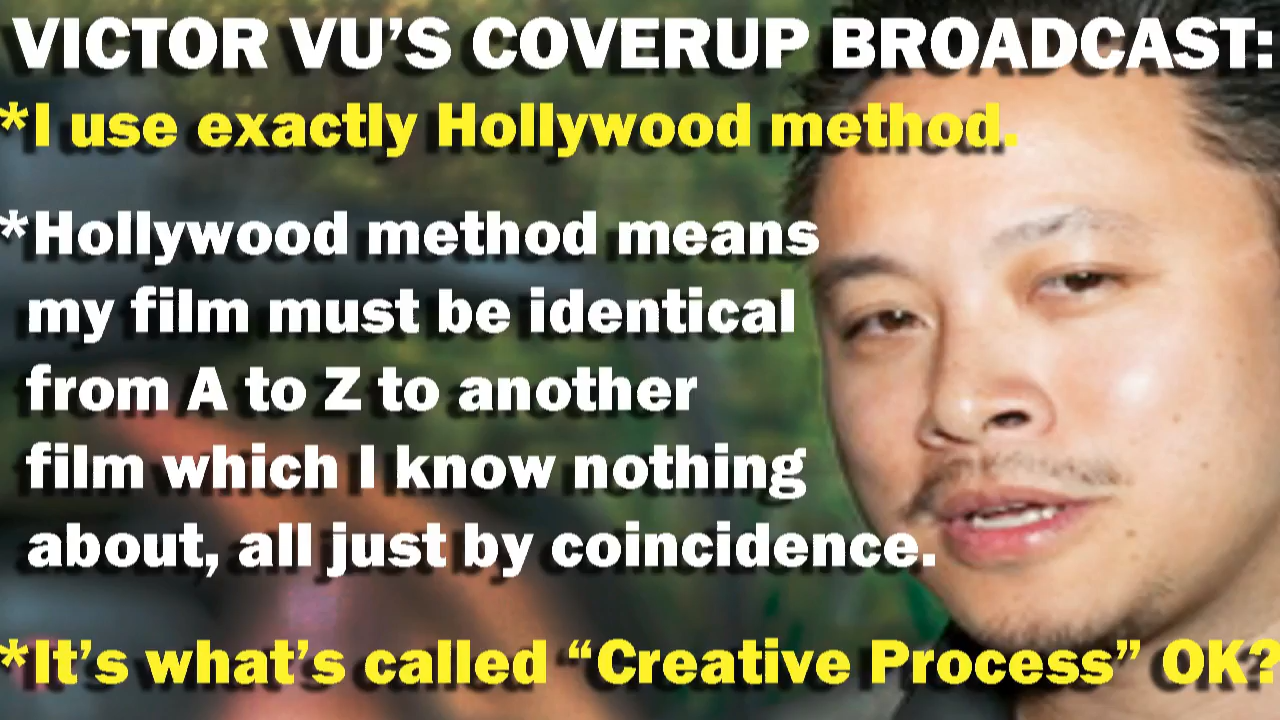 VICTOR VU’S COVERUP BROADCAST:
*I use exactly Hollywood method.
*Hollywood method means
my film must be identical
from A to Z to another
film which I know nothing
about, all just by coincidence.
*It’s what’s called “Creative Process” OK?